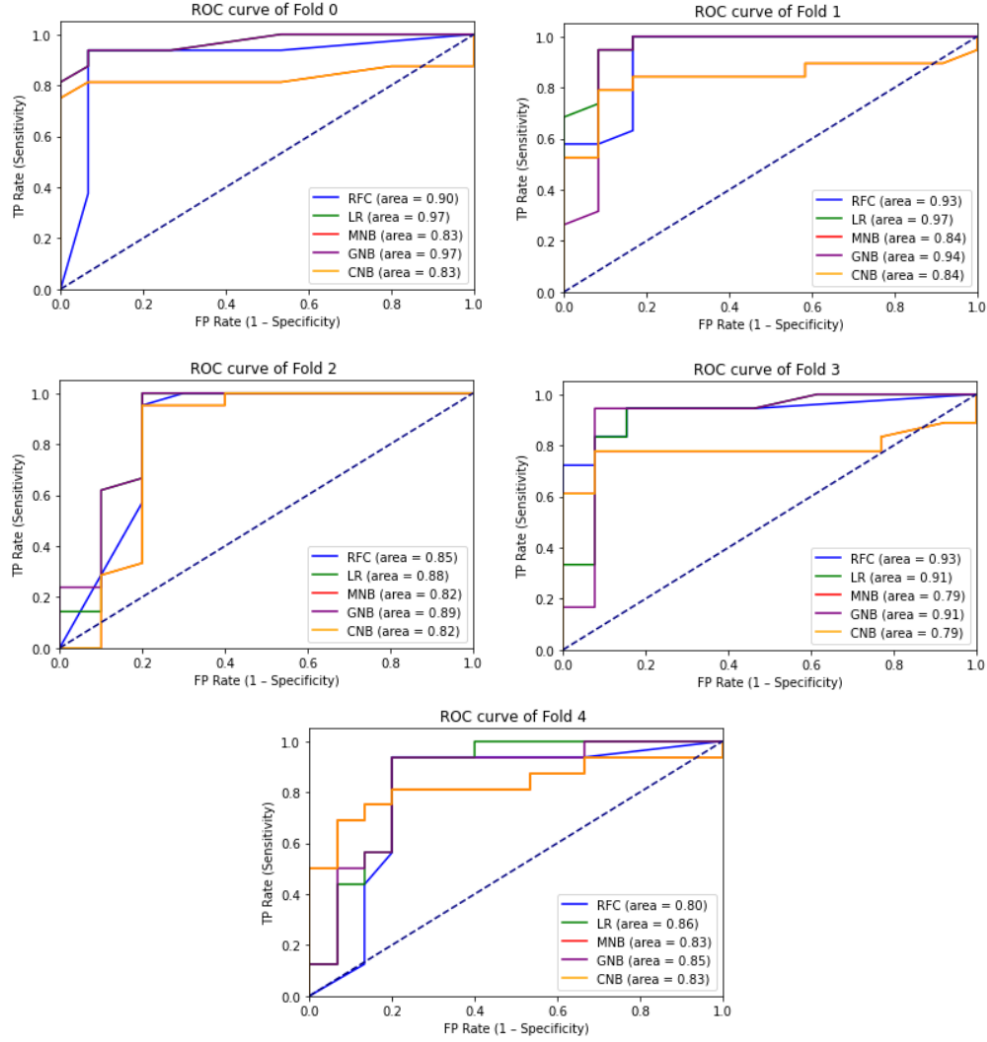 ROC curve of Fold 0
1.0
0.8
0.6
0.4
0.2
0.0
TP Rate (Sensitivity)
RFC (area = 0.90)
LR (area = 0.97)
MNB (area = 0.83)
GNB (area = 0.97)
CNB (area = 0.83)
0.0 0.2 0.4 0.6 0.8 1.0
FP Rate (1 – Specificity)
ROC curve of Fold 1
1.0
0.8
0.6
0.4
0.2
0.0
TP Rate (Sensitivity)
RFC (area = 0.93)
LR (area = 0.97)
MNB (area = 0.84)
GNB (area = 0.94)
CNB (area = 0.84)
0.0 0.2 0.4 0.6 0.8 1.0
FP Rate (1 – Specificity)
ROC curve of Fold 2
1.0
0.8
0.6
0.4
0.2
0.0
TP Rate (Sensitivity)
RFC (area = 0.85)
LR (area = 0.88)
MNB (area = 0.82)
GNB (area = 0.89)
CNB (area = 0.82)
0.0 0.2 0.4 0.6 0.8 1.0
FP Rate (1 – Specificity)
ROC curve of Fold 3
1.0
0.8
0.6
0.4
0.2
0.0
TP Rate (Sensitivity)
RFC (area = 0.93)
LR (area = 0.91)
MNB (area = 0.79)
GNB (area = 0.91)
CNB (area = 0.79)
0.0 0.2 0.4 0.6 0.8 1.0
FP Rate (1 – Specificity)
ROC curve of Fold 4
1.0
0.8
0.6
0.4
0.2
0.0
TP Rate (Sensitivity)
RFC (area = 0.80)
LR (area = 0.86)
MNB (area = 0.83)
GNB (area = 0.85)
CNB (area = 0.83)
0.0 0.2 0.4 0.6 0.8 1.0
FP Rate (1 – Specificity)